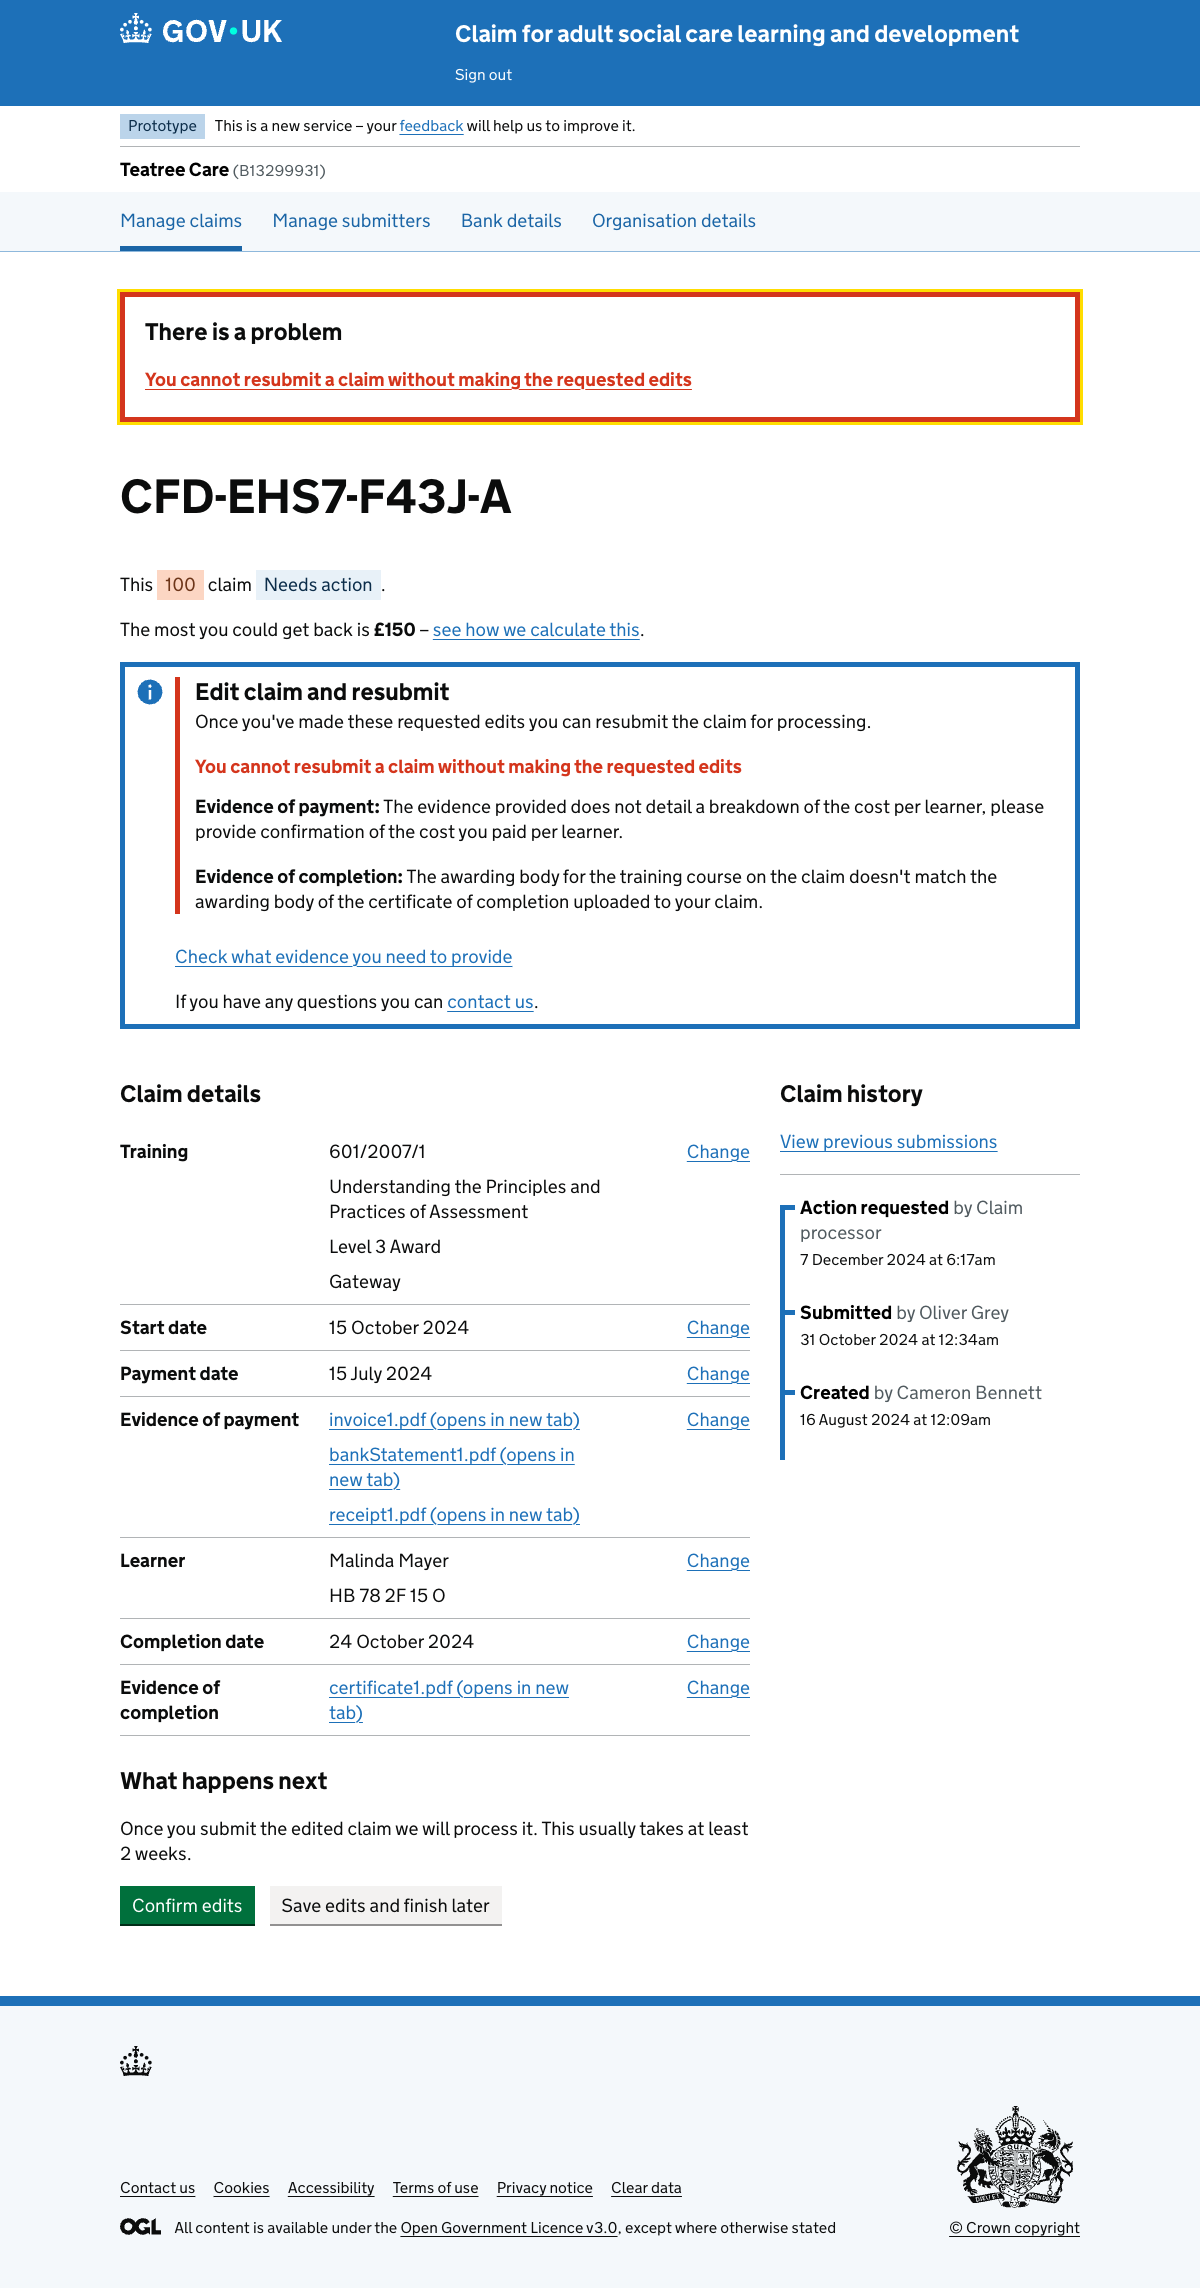 GOV·UK
Claim for adult social care learning and development
Sign out
Prototype This is a new service – your feedback will help us to improve it.
Teatree Care (B13299931)
Manage claims Manage submitters Bank details Organisation details
There is a problem
You cannot resubmit a claim without making the requested edits
CFD-EHS7-F43J-A
This 100 claim Needs action .
The most you could get back is £150 – see how we calculate this.
Edit claim and resubmit
Once you've made these requested edits you can resubmit the claim for processing.
You cannot resubmit a claim without making the requested edits
Evidence of payment: The evidence provided does not detail a breakdown of the cost per learner, please
provide confirmation of the cost you paid per learner.
Evidence of completion: The awarding body for the training course on the claim doesn't match the
awarding body of the certificate of completion uploaded to your claim.
Check what evidence you need to provide
If you have any questions you can contact us.
Claim details
Training 601/2007/1 Change
Understanding the Principles and
Practices of Assessment
Level 3 Award
Gateway
Start date 15 October 2024 Change
Payment date 15 July 2024 Change
Evidence of payment invoice1.pdf (opens in new tab) Change
bankStatement1.pdf (opens in
new tab)
receipt1.pdf (opens in new tab)
Learner Malinda Mayer Change
HB 78 2F 15 O
Completion date 24 October 2024 Change
Evidence of certificate1.pdf (opens in new Change
completion tab)
Claim history
View previous submissions
Action requested by Claim
processor
7 December 2024 at 6:17am
Submitted by Oliver Grey
31 October 2024 at 12:34am
Created by Cameron Bennett
16 August 2024 at 12:09am
What happens next
Once you submit the edited claim we will process it. This usually takes at least
2 weeks.
Confirm edits Save edits and finish later
Contact us Cookies Accessibility Terms of use Privacy notice Clear data
OGL All content is available under the Open Government Licence v3.0, except where otherwise stated
© Crown copyright